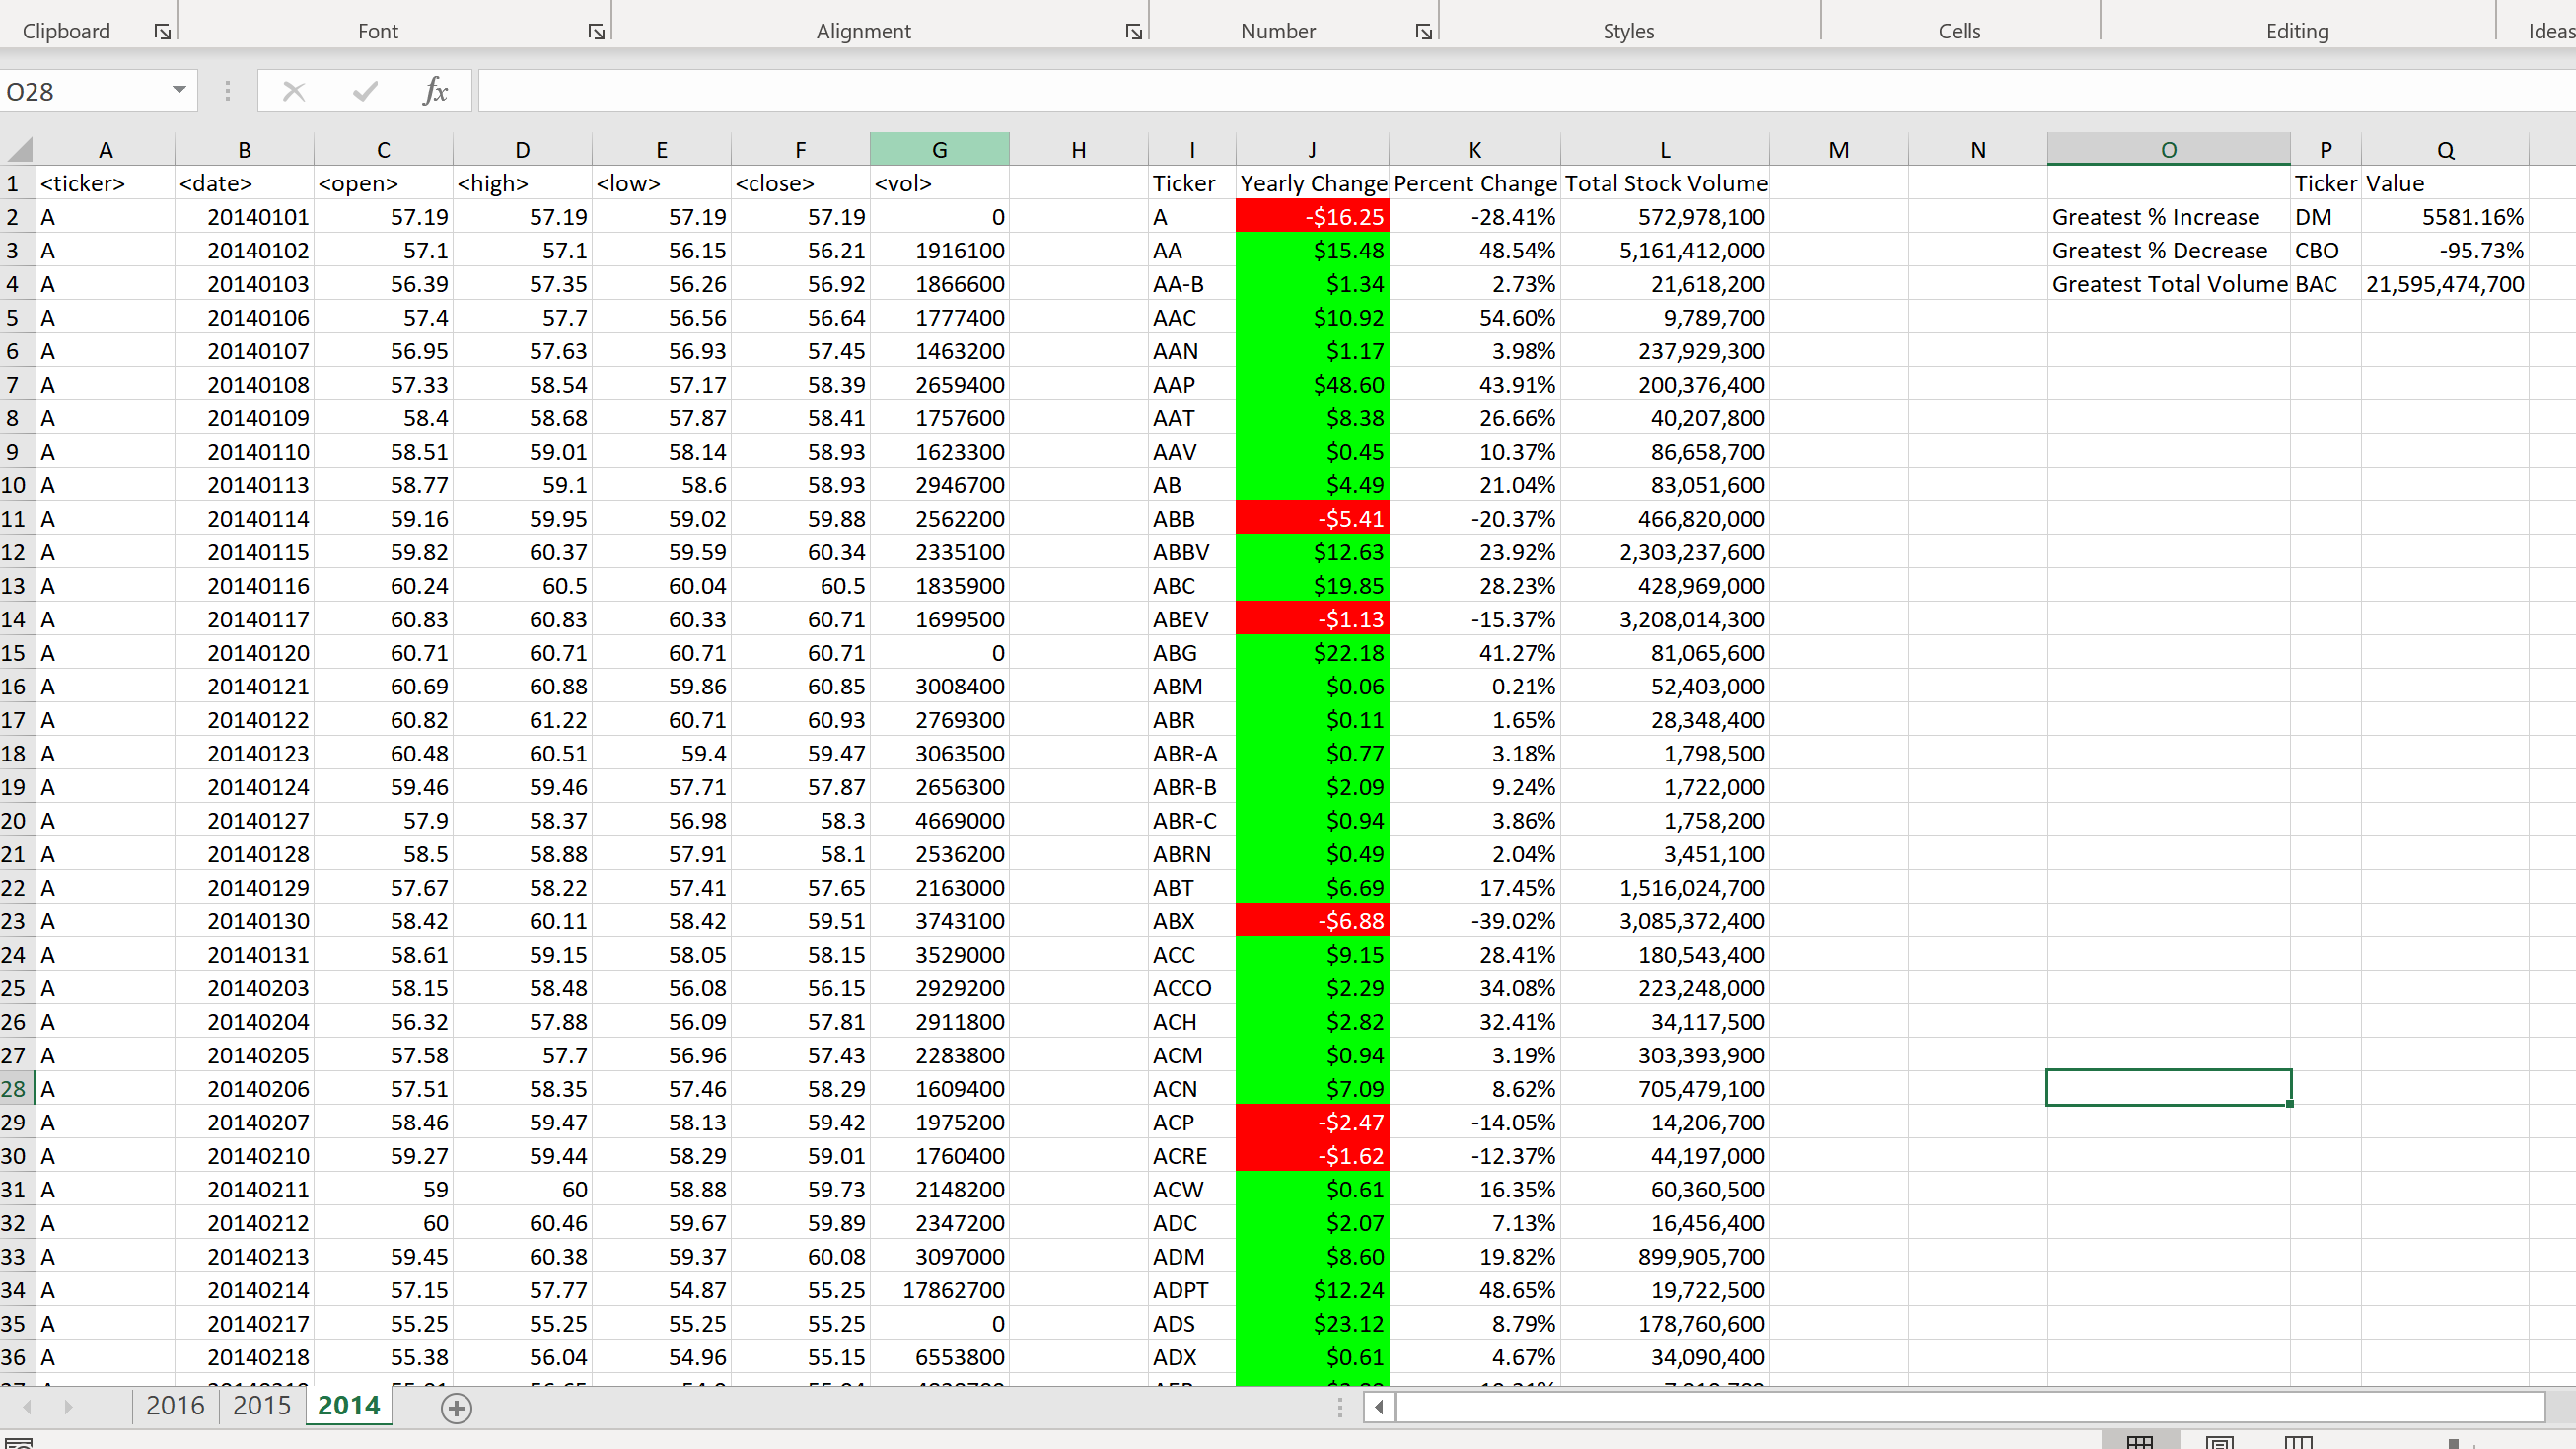 Clipboard Font Alignment Number Styles Cells Editing Ideas
O28 fx
A B C D E F G H I J K L M N O P Q
1 <ticker> <date> <open> <high> <low> <close> <vol> Ticker Yearly Change Percent Change Total Stock Volume Ticker Value
2 A 20140101 57.19 57.19 57.19 57.19 0 A -$16.25 -28.41% 572,978,100 Greatest % Increase DM 5581.16%
3 A 20140102 57.1 57.1 56.15 56.21 1916100 AA $15.48 48.54% 5,161,412,000 Greatest % Decrease CBO -95.73%
4 A 20140103 56.39 57.35 56.26 56.92 1866600 AA-B $1.34 2.73% 21,618,200 Greatest Total Volume BAC 21,595,474,700
5 A 20140106 57.4 57.7 56.56 56.64 1777400 AAC $10.92 54.60% 9,789,700
6 A 20140107 56.95 57.63 56.93 57.45 1463200 AAN $1.17 3.98% 237,929,300
7 A 20140108 57.33 58.54 57.17 58.39 2659400 AAP $48.60 43.91% 200,376,400
8 A 20140109 58.4 58.68 57.87 58.41 1757600 AAT $8.38 26.66% 40,207,800
9 A 20140110 58.51 59.01 58.14 58.93 1623300 AAV $0.45 10.37% 86,658,700
10 A 20140113 58.77 59.1 58.6 58.93 2946700 AB $4.49 21.04% 83,051,600
11 A 20140114 59.16 59.95 59.02 59.88 2562200 ABB -$5.41 -20.37% 466,820,000
12 A 20140115 59.82 60.37 59.59 60.34 2335100 ABBV $12.63 23.92% 2,303,237,600
13 A 20140116 60.24 60.5 60.04 60.5 1835900 ABC $19.85 28.23% 428,969,000
14 A 20140117 60.83 60.83 60.33 60.71 1699500 ABEV -$1.13 -15.37% 3,208,014,300
15 A 20140120 60.71 60.71 60.71 60.71 0 ABG $22.18 41.27% 81,065,600
16 A 20140121 60.69 60.88 59.86 60.85 3008400 ABM $0.06 0.21% 52,403,000
17 A 20140122 60.82 61.22 60.71 60.93 2769300 ABR $0.11 1.65% 28,348,400
18 A 20140123 60.48 60.51 59.4 59.47 3063500 ABR-A $0.77 3.18% 1,798,500
19 A 20140124 59.46 59.46 57.71 57.87 2656300 ABR-B $2.09 9.24% 1,722,000
20 A 20140127 57.9 58.37 56.98 58.3 4669000 ABR-C $0.94 3.86% 1,758,200
21 A 20140128 58.5 58.88 57.91 58.1 2536200 ABRN $0.49 2.04% 3,451,100
22 A 20140129 57.67 58.22 57.41 57.65 2163000 ABT $6.69 17.45% 1,516,024,700
23 A 20140130 58.42 60.11 58.42 59.51 3743100 ABX -$6.88 -39.02% 3,085,372,400
24 A 20140131 58.61 59.15 58.05 58.15 3529000 ACC $9.15 28.41% 180,543,400
25 A 20140203 58.15 58.48 56.08 56.15 2929200 ACCO $2.29 34.08% 223,248,000
26 A 20140204 56.32 57.88 56.09 57.81 2911800 ACH $2.82 32.41% 34,117,500
27 A 20140205 57.58 57.7 56.96 57.43 2283800 ACM $0.94 3.19% 303,393,900
28 A 20140206 57.51 58.35 57.46 58.29 1609400 ACN $7.09 8.62% 705,479,100
29 A 20140207 58.46 59.47 58.13 59.42 1975200 ACP -$2.47 -14.05% 14,206,700
30 A 20140210 59.27 59.44 58.29 59.01 1760400 ACRE -$1.62 -12.37% 44,197,000
31 A 20140211 59 60 58.88 59.73 2148200 ACW $0.61 16.35% 60,360,500
32 A 20140212 60 60.46 59.67 59.89 2347200 ADC $2.07 7.13% 16,456,400
33 A 20140213 59.45 60.38 59.37 60.08 3097000 ADM $8.60 19.82% 899,905,700
34 A 20140214 57.15 57.77 54.87 55.25 17862700 ADPT $12.24 48.65% 19,722,500
35 A 20140217 55.25 55.25 55.25 55.25 0 ADS $23.12 8.79% 178,760,600
36 A 20140218 55.38 56.04 54.96 55.15 6553800 ADX $0.61 4.67% 34,090,400
2016 2015 2014